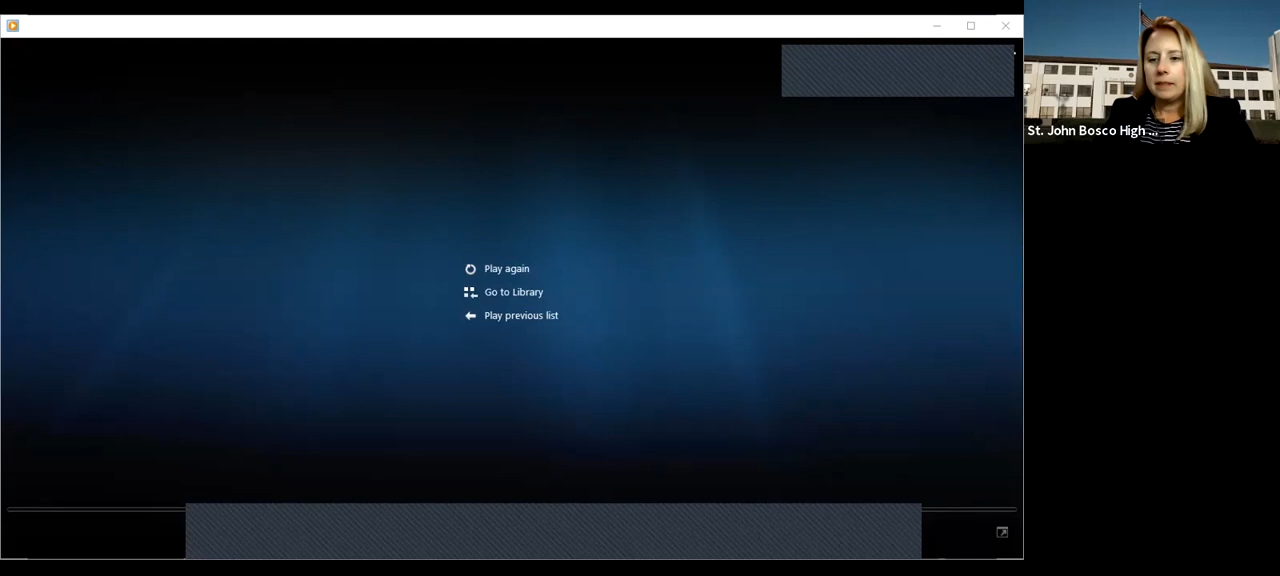 Play again
Go to Library
Play previous list
St. John Bosco High ...